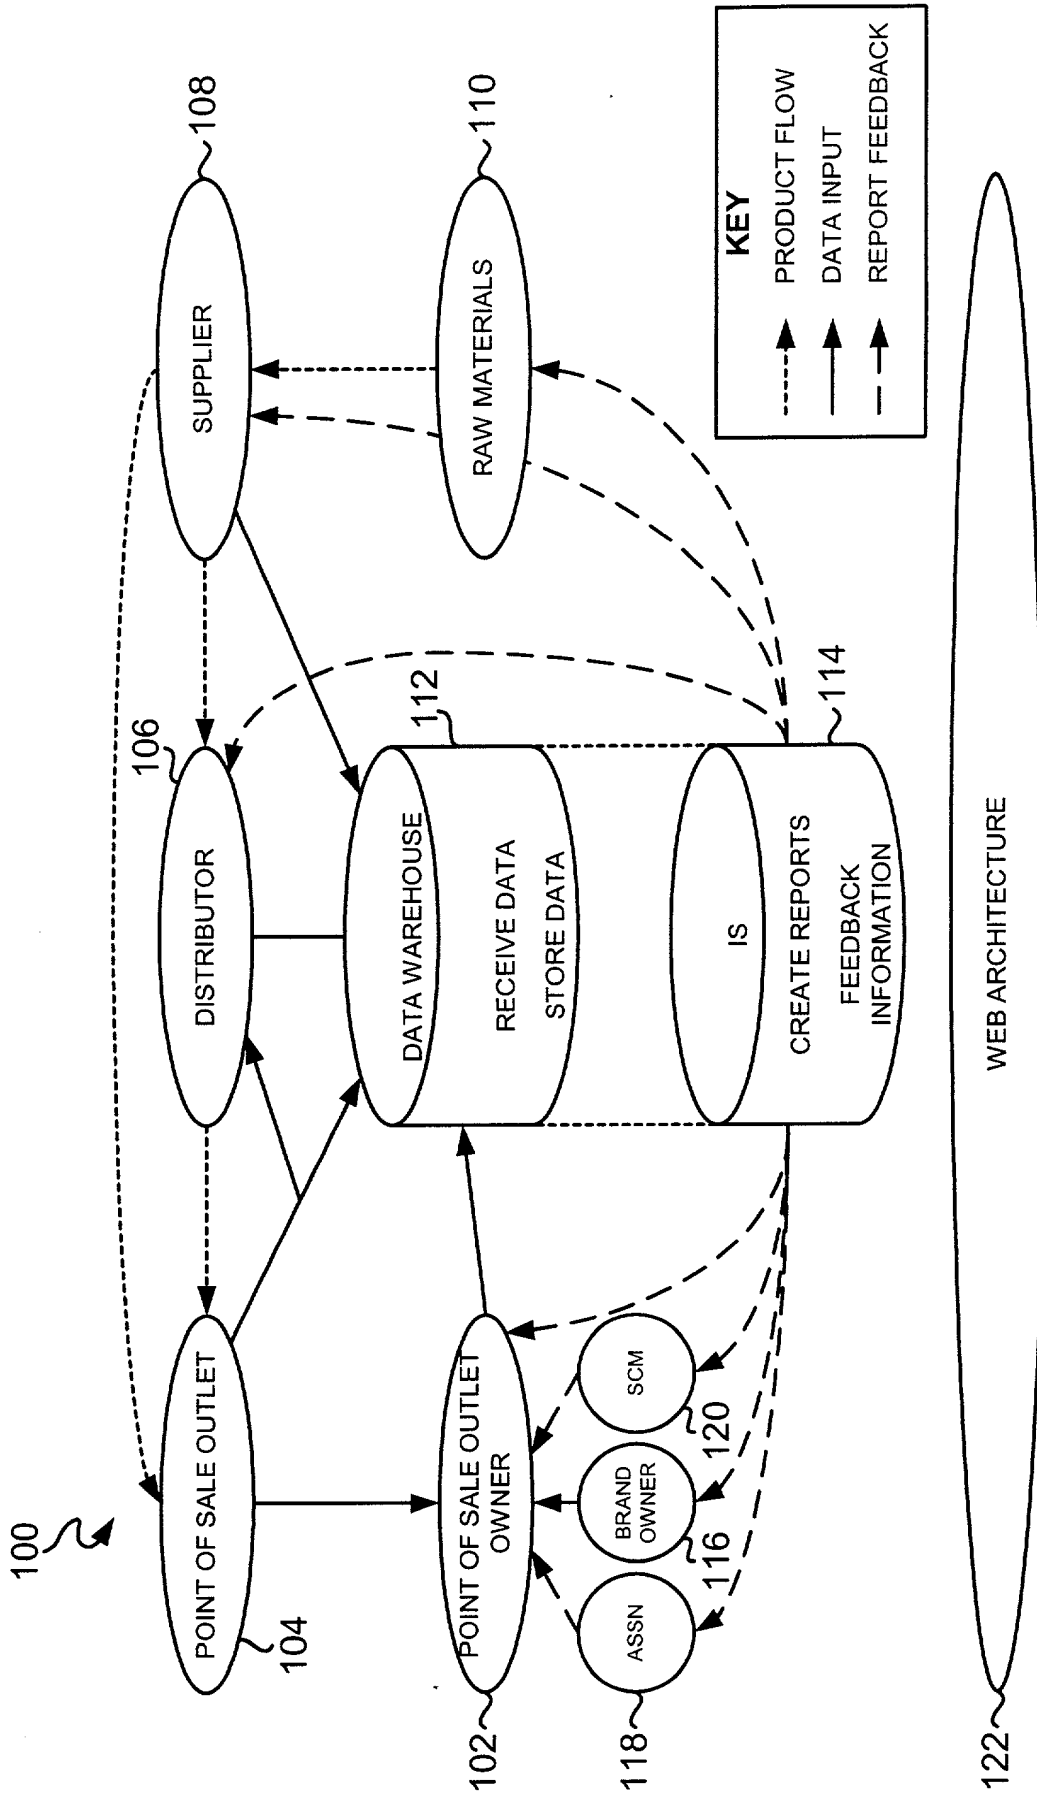 100
104
POINT OF SALE OUTLET
106
DISTRIBUTOR
108
SUPPLIER
102
POINT OF SALE OUTLET
OWNER
112
DATA WAREHOUSE
RECEIVE DATA
STORE DATA
110
RAW MATERIALS
118
ASSN
116
BRAND
OWNER
120
SCM
114
IS
CREATE REPORTS
FEEDBACK
INFORMATION
KEY
PRODUCT FLOW
DATA INPUT
REPORT FEEDBACK
122
WEB ARCHITECTURE